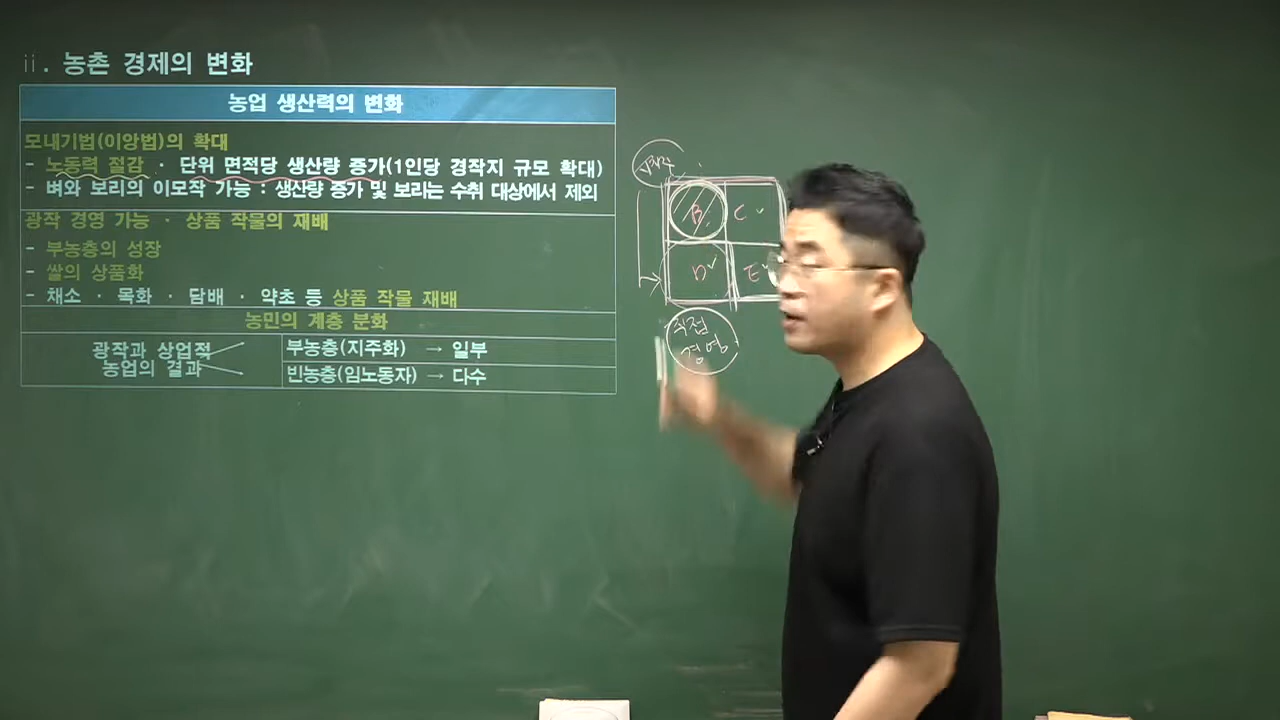 ii. 농촌 경제의 변화
농업 생산력의 변화
모내기법(이앙법)의 확대
- 노동력 절감 · 단위 면적당 생산량 증가(1인당 경작지 규모 확대)
- 벼와 보리의 이모작 가능 : 생산량 증가 및 보리는 수취 대상에서 제외
광작 경영 가능 · 상품 작물의 재배
- 부농층의 성장
- 쌀의 상품화
- 채소 · 목화 · 담배 · 약초 등 상품 작물 재배
농민의 계층 분화
광작과 상업적
농업의 결과
부농층(지주화) → 일부
빈농층(임노동자) → 다수
B C
D E
직접
경영